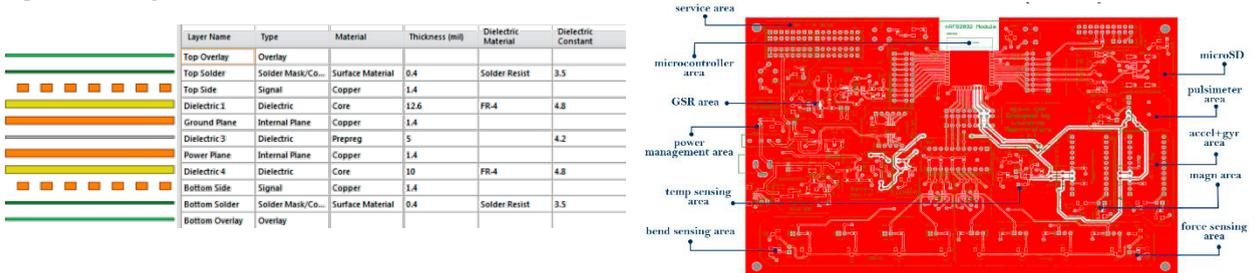 Layer Name Type Material Thickness (mil) Dielectric Material Dielectric Constant
Top Overlay Overlay
Top Solder Solder Mask/Co... Surface Material 0.4 Solder Resist 3.5
Top Side Signal Copper 1.4
Dielectric 1 Dielectric Core 12.6 FR-4 4.8
Ground Plane Internal Plane Copper 1.4
Dielectric 3 Dielectric Prepreg 5 4.2
Power Plane Internal Plane Copper 1.4
Dielectric 4 Dielectric Core 10 FR-4 4.8
Bottom Side Signal Copper 1.4
Bottom Solder Solder Mask/Co... Surface Material 0.4 Solder Resist 3.5
Bottom Overlay Overlay
service area
microcontroller
area
GSR area
power
management area
temp sensing
area
bend sensing area
Module
microSD
pulsimeter
area
accel+gyr
area
magn area
force sensing
area